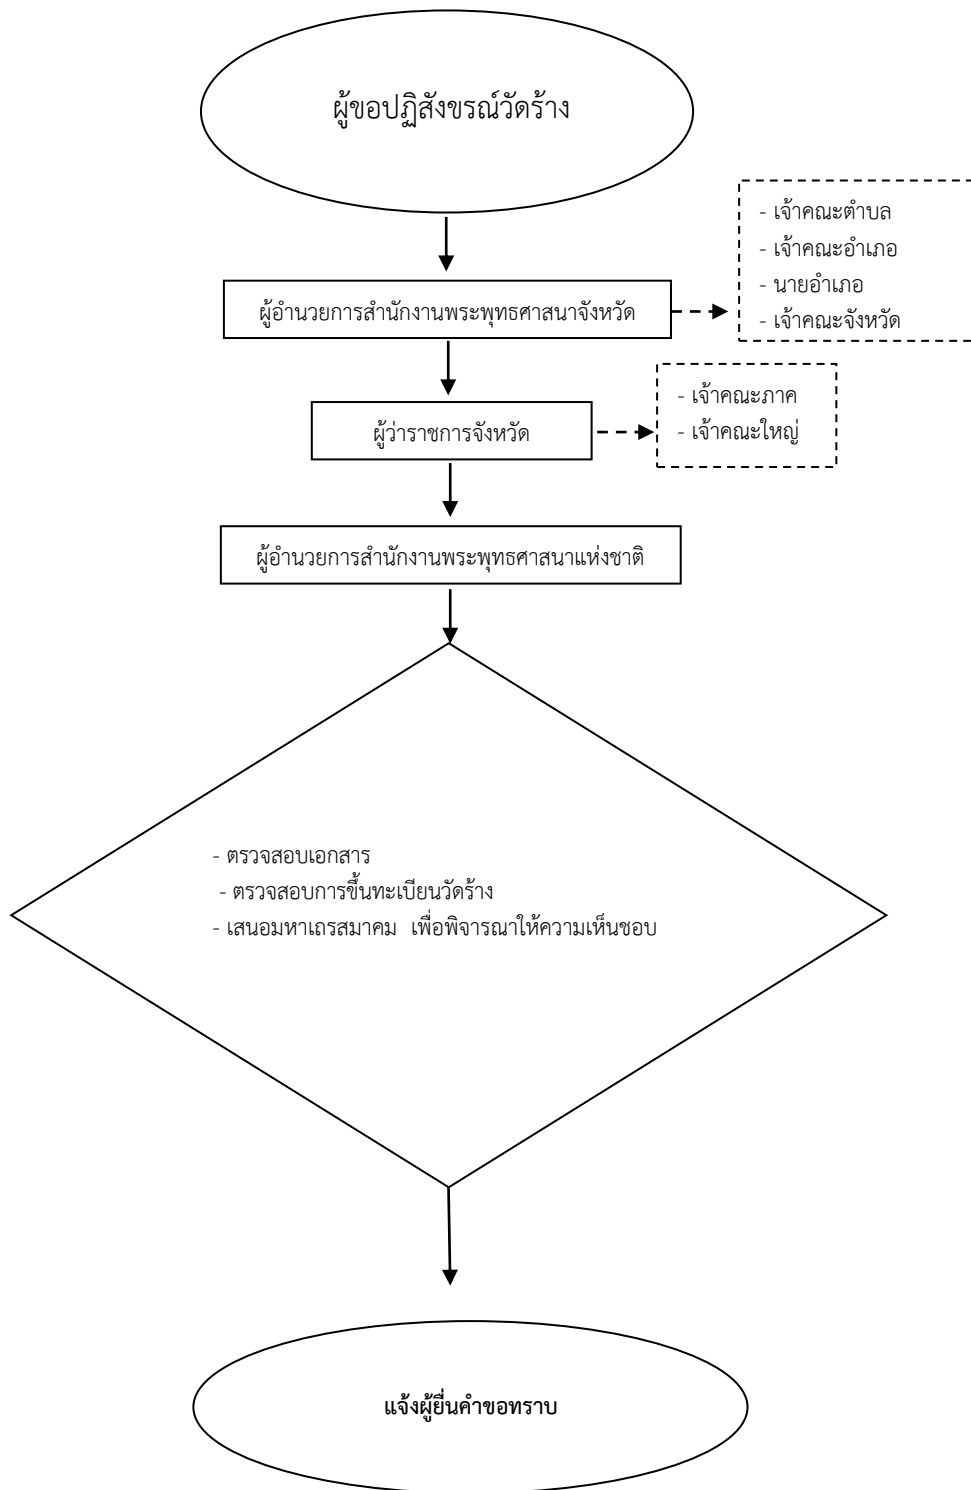 ผู้ขอปฏิสังขรณ์วัดร้าง
- เจ้าคณะตำบล
- เจ้าคณะอำเภอ
- นายอำเภอ
- เจ้าคณะจังหวัด
ผู้อำนวยการสำนักงานพระพุทธศาสนาจังหวัด
- เจ้าคณะภาค
- เจ้าคณะใหญ่
ผู้ว่าราชการจังหวัด
ผู้อำนวยการสำนักงานพระพุทธศาสนาแห่งชาติ
- ตรวจสอบเอกสาร
- ตรวจสอบการขึ้นทะเบียนวัดร้าง
- เสนอมหาเถรสมาคม เพื่อพิจารณาให้ความเห็นชอบ
แจ้งผู้ยื่นคำขอทราบ